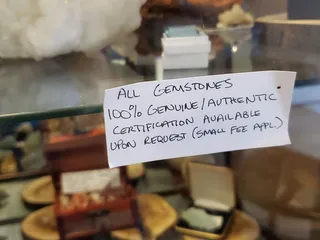 ALL GEMSTONES
100% GENUINE/AUTHENTIC
CERTIFICATION AVAILABLE
UPON REQUEST (SMALL FEE APPL.)